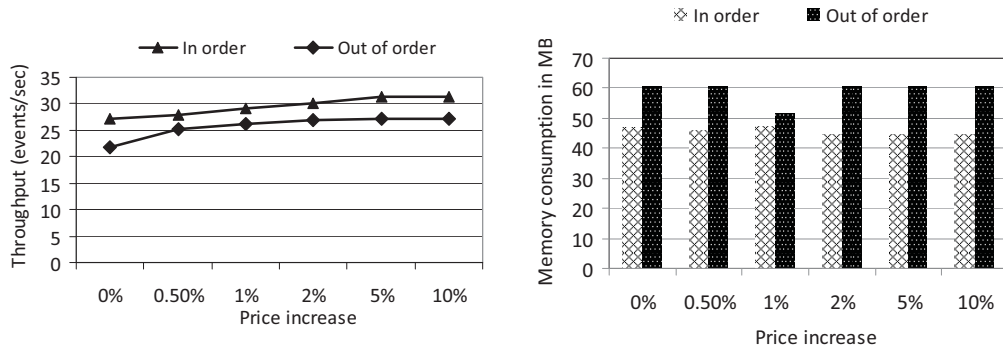 In order Out of order
Throughput (events/sec)
35
30
25
20
15
10
5
0
0% 0.50% 1% 2% 5% 10%
Price increase
In order Out of order
Memory consumption in MB
70
60
50
40
30
20
10
0
0% 0.50% 1% 2% 5% 10%
Price increase